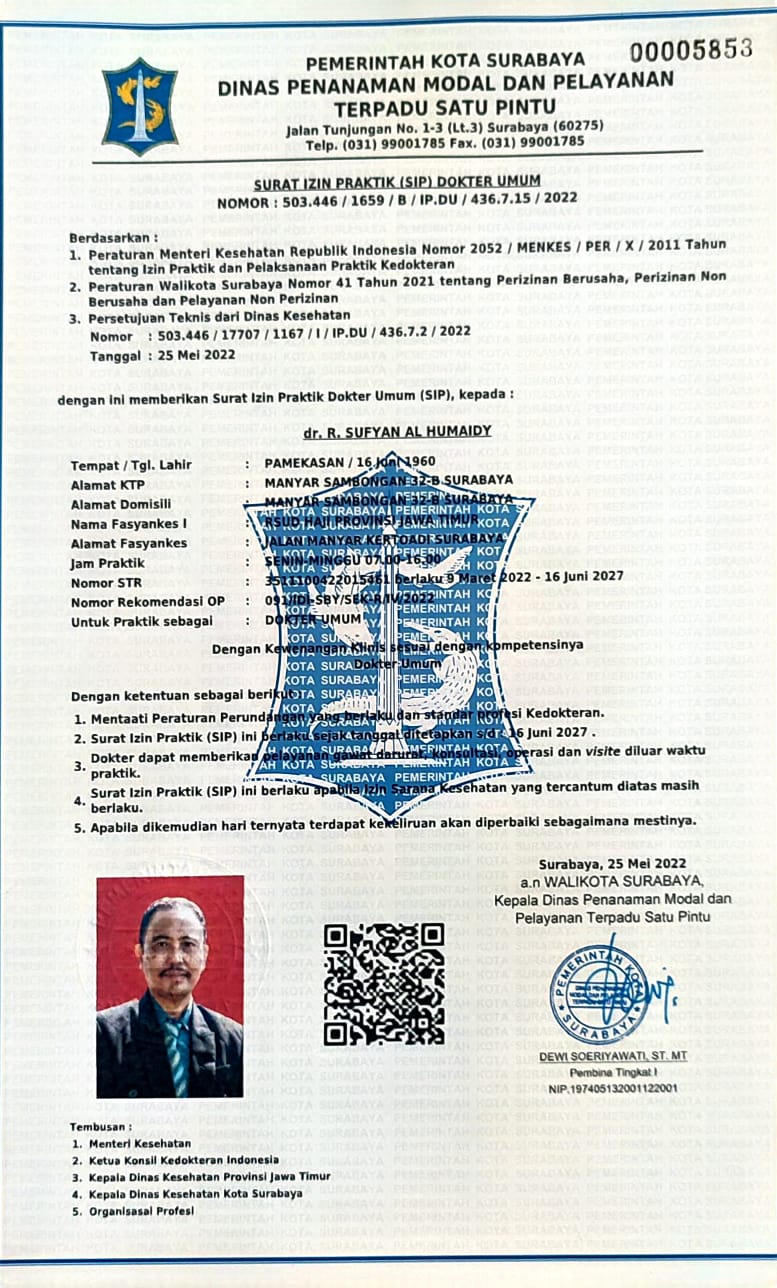 00005853
PEMERINTAH KOTA SURABAYA
DINAS PENANAMAN MODAL DAN PELAYANAN
TERPADU SATU PINTU
Jalan Tunjungan No. 1-3 (Lt.3) Surabaya (60275)
Telp. (031) 99001785 Fax. (031) 99001785
SURAT IZIN PRAKTIK (SIP) DOKTER UMUM
NOMOR : 503.446 / 1659 / B / IP.DU / 436.7.15 / 2022
Berdasarkan :
1. Peraturan Menteri Kesehatan Republik Indonesia Nomor 2052 / MENKES / PER / X / 2011 Tahun
tentang Izin Praktik dan Pelaksanaan Praktik Kedokteran
2. Peraturan Walikota Surabaya Nomor 41 Tahun 2021 tentang Perizinan Berusaha, Perizinan Non
Berusaha dan Pelayanan Non Perizinan
3. Persetujuan Teknis dari Dinas Kesehatan
Nomor : 503.446 / 17707 / 1167 / I / IP.DU / 436.7.2 / 2022
Tanggal : 25 Mei 2022
dengan ini memberikan Surat Izin Praktik Dokter Umum (SIP), kepada :
dr. R. SUFYAN AL HUMAIDY
Tempat / Tgl. Lahir : PAMEKASAN / 16 Juni 1960
Alamat KTP : MANYAR SAMBONGAN 32-B SURABAYA
Alamat Domisili : MANYAR SAMBONGAN 32-B SURABAYA
Nama Fasyankes I : RSUD HAJI PROVINSI JAWA TIMUR
Alamat Fasyankes : JALAN MANYAR KERTOADI SURABAYA
Jam Praktik : SENIN-MINGGU 07.00-16.00
Nomor STR : 3511100422015461 berlaku 9 Maret 2022 - 16 Juni 2027
Nomor Rekomendasi OP : 091/IDI-SBY/SEK-R/IV/2022
Untuk Praktik sebagai : DOKTER UMUM
Dengan Kewenangan Klinis sesuai dengan kompetensinya
Dokter Umum
Dengan ketentuan sebagai berikut :
1. Mentaati Peraturan Perundangan yang berlaku dan standar profesi Kedokteran.
2. Surat Izin Praktik (SIP) ini berlaku sejak tanggal ditetapkan s/d : 16 Juni 2027 .
3. Dokter dapat memberikan pelayanan gawat darurat, konsultasi, operasi dan visite diluar waktu
praktik.
4. Surat Izin Praktik (SIP) ini berlaku apabila Izin Sarana Kesehatan yang tercantum diatas masih
berlaku.
5. Apabila dikemudian hari ternyata terdapat kekeliruan akan diperbaiki sebagaimana mestinya.
Surabaya, 25 Mei 2022
a.n WALIKOTA SURABAYA,
Kepala Dinas Penanaman Modal dan
Pelayanan Terpadu Satu Pintu
PEMERINTAH KOTA
SURABAYA
DEWI SOERIYAWATI, ST. MT
Pembina Tingkat I
NIP.197405132001122001
Tembusan :
1. Menteri Kesehatan
2. Ketua Konsil Kedokteran Indonesia
3. Kepala Dinas Kesehatan Provinsi Jawa Timur
4. Kepala Dinas Kesehatan Kota Surabaya
5. Organisasai Profesi